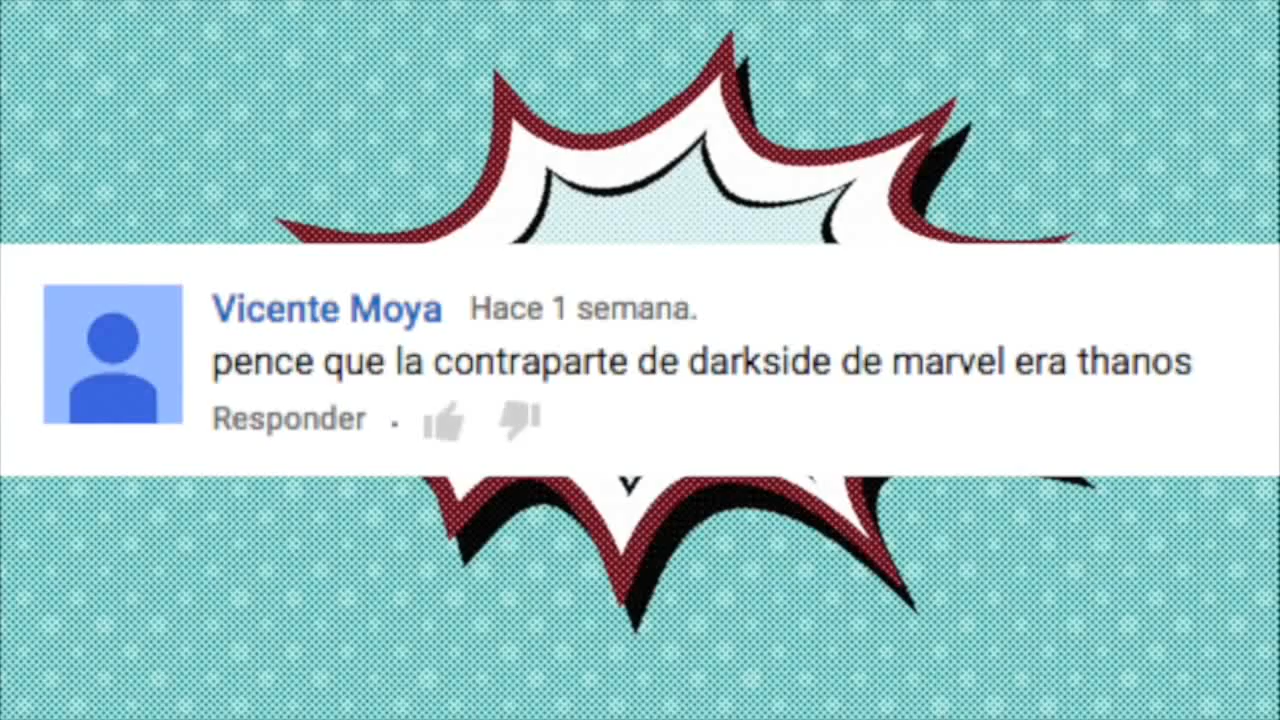 Vicente Moya Hace 1 semana.
pence que la contraparte de darkside de marvel era thanos
Responder .